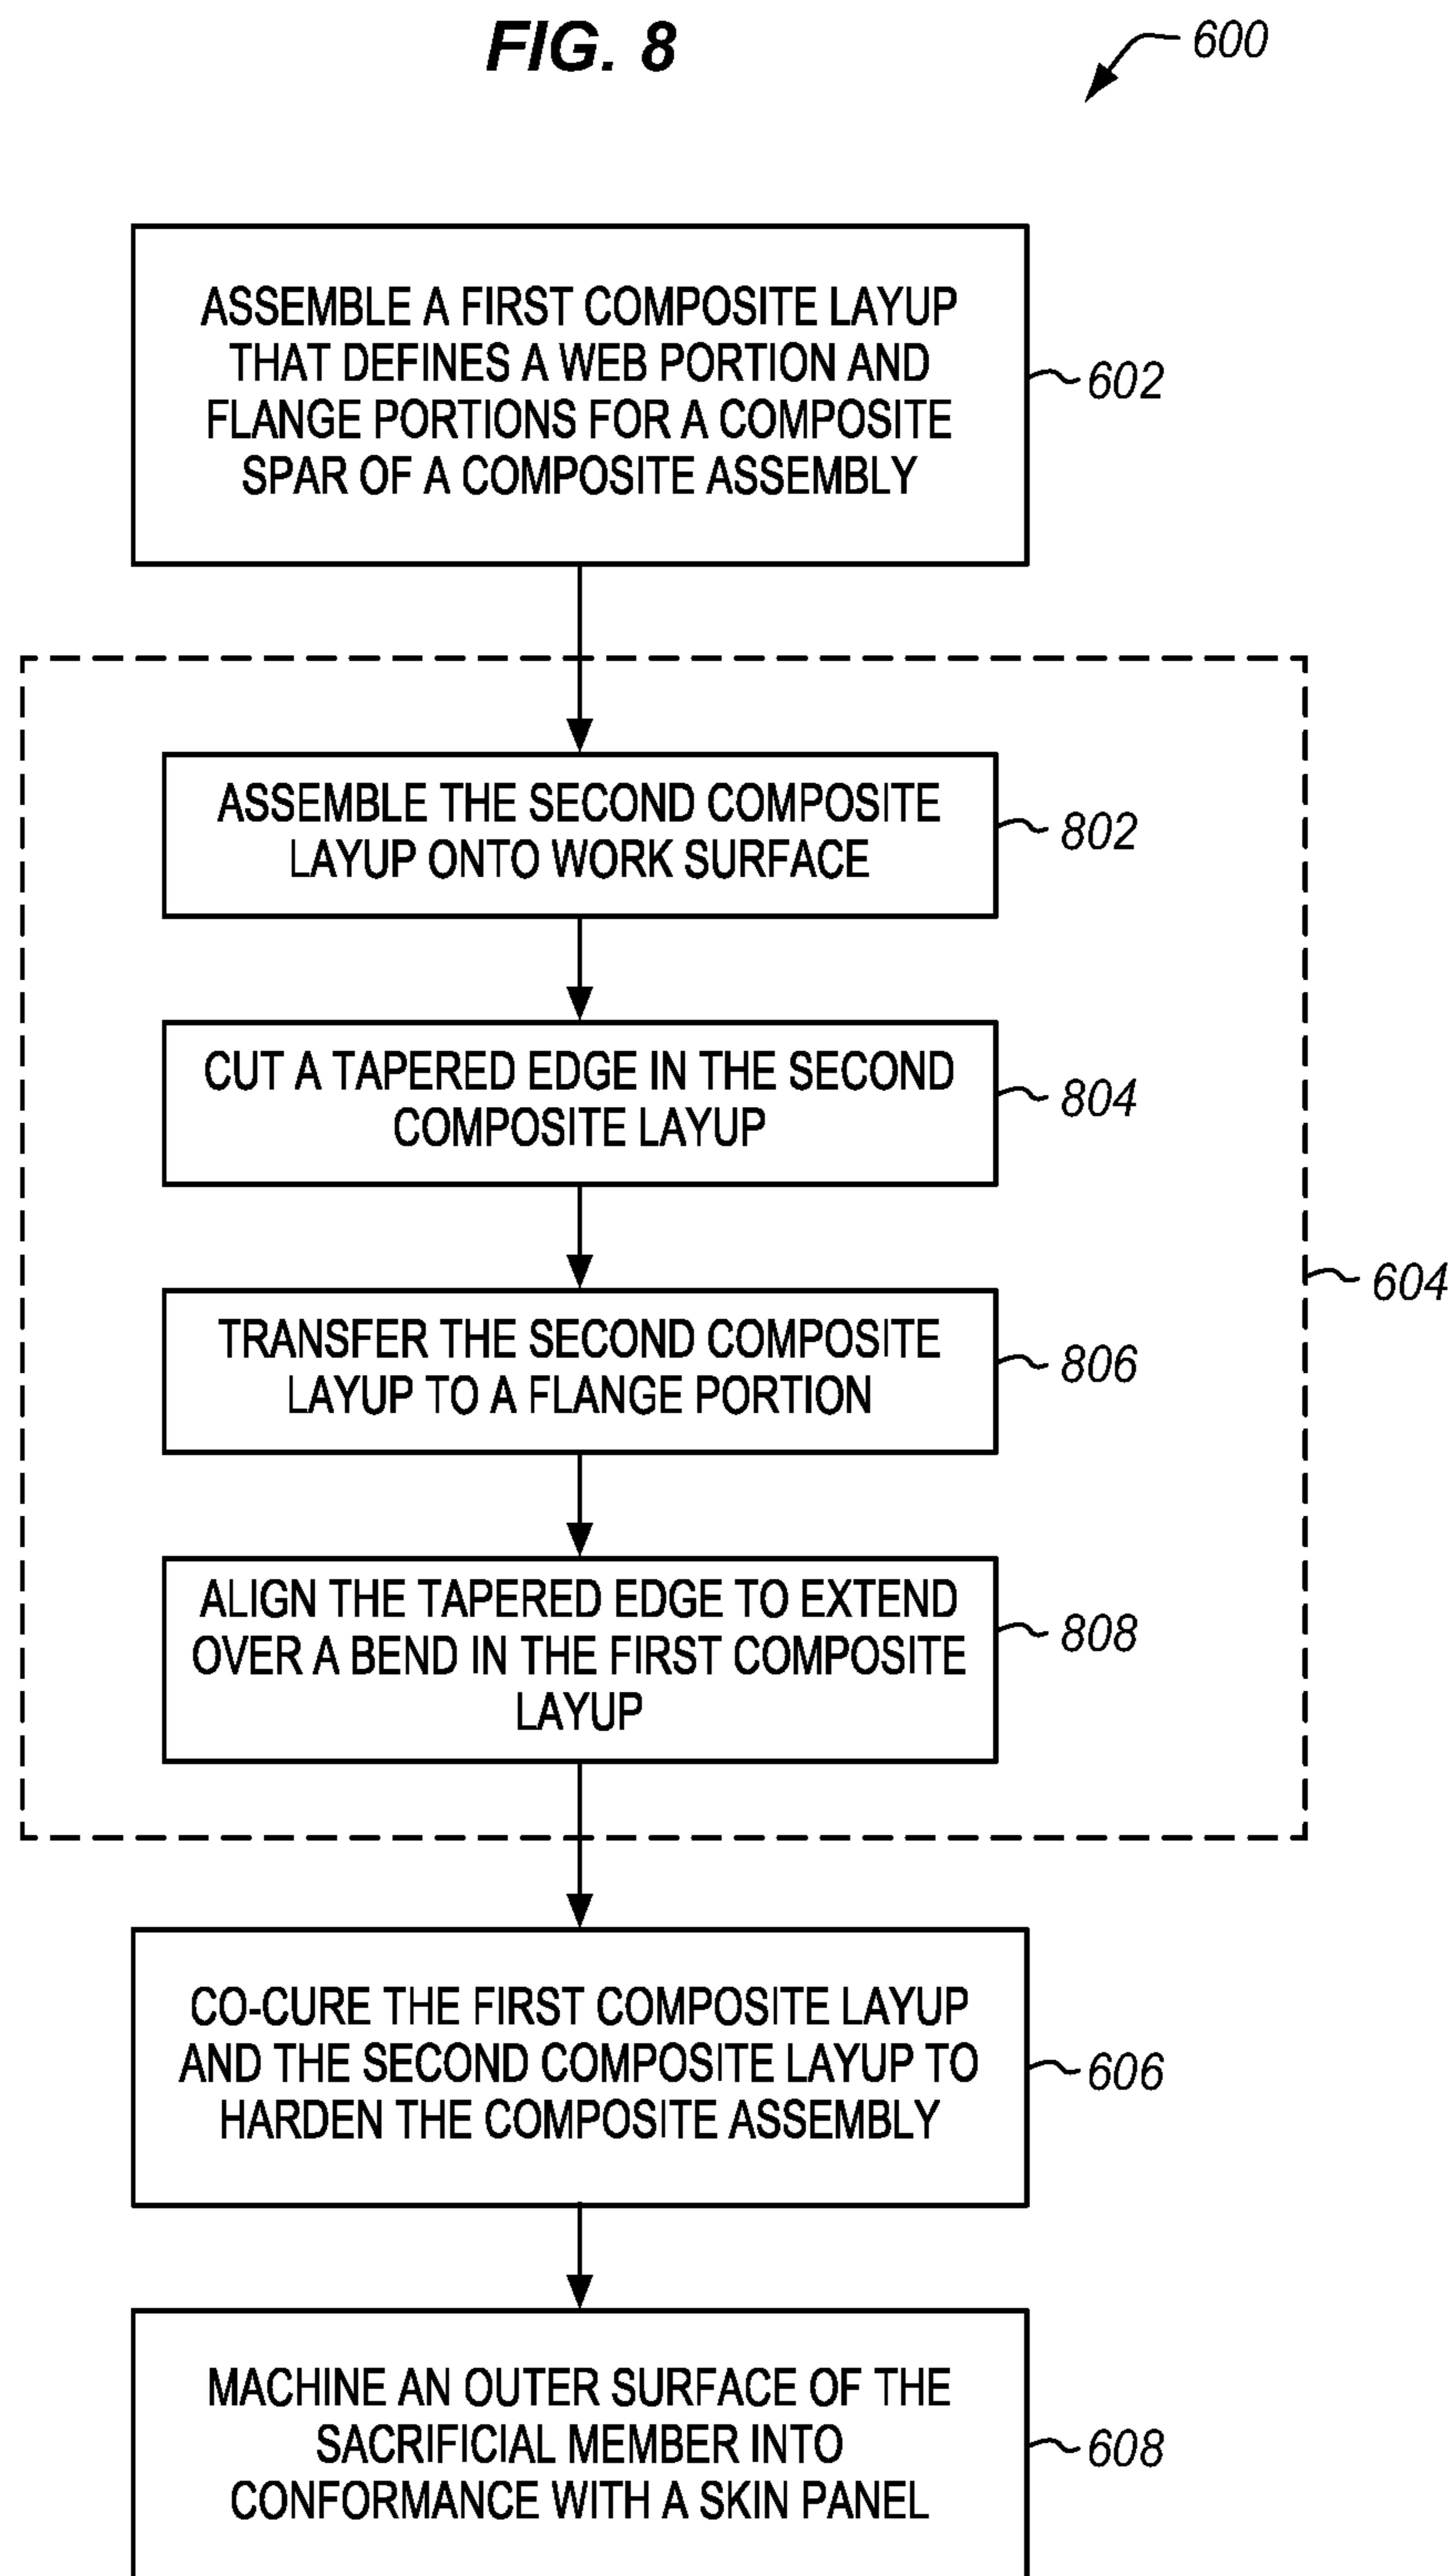 FIG. 8
600
ASSEMBLE A FIRST COMPOSITE LAYUP
THAT DEFINES A WEB PORTION AND
FLANGE PORTIONS FOR A COMPOSITE
SPAR OF A COMPOSITE ASSEMBLY
602
ASSEMBLE THE SECOND COMPOSITE
LAYUP ONTO WORK SURFACE
802
CUT A TAPERED EDGE IN THE SECOND
COMPOSITE LAYUP
804
604
TRANSFER THE SECOND COMPOSITE
LAYUP TO A FLANGE PORTION
806
ALIGN THE TAPERED EDGE TO EXTEND
OVER A BEND IN THE FIRST COMPOSITE
LAYUP
808
CO-CURE THE FIRST COMPOSITE LAYUP
AND THE SECOND COMPOSITE LAYUP TO
HARDEN THE COMPOSITE ASSEMBLY
606
MACHINE AN OUTER SURFACE OF THE
SACRIFICIAL MEMBER INTO
CONFORMANCE WITH A SKIN PANEL
608